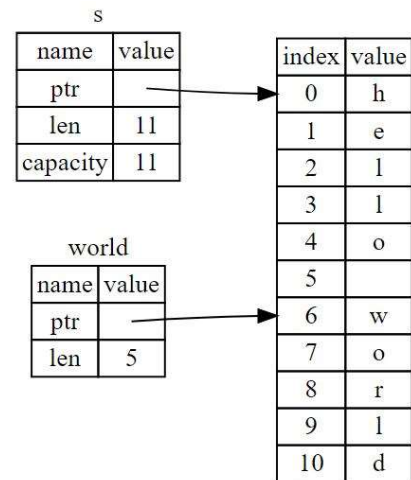 s
name value
ptr
len 11
capacity 11
world
name value
ptr
len 5
index value
0 h
1 e
2 l
3 l
4 o
5
6 w
7 o
8 r
9 l
10 d